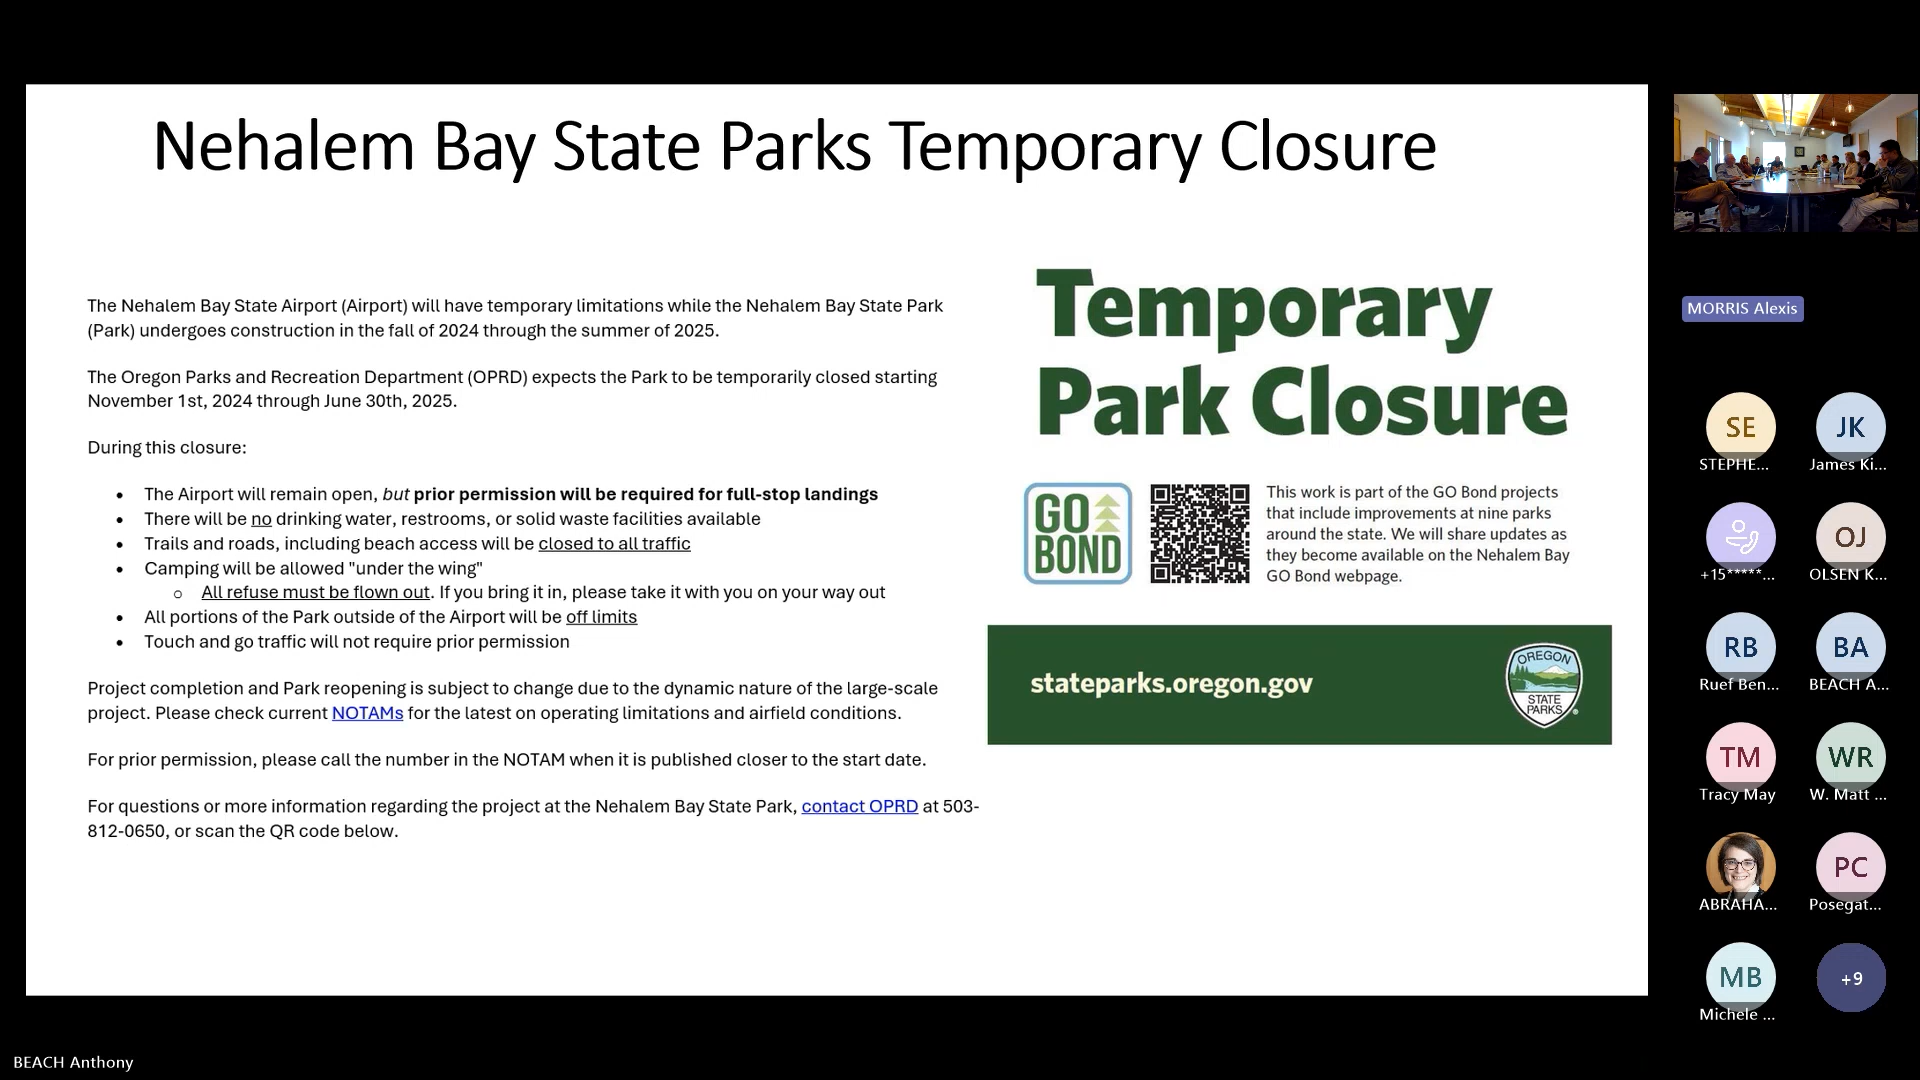 Nehalem Bay State Parks Temporary Closure
The Nehalem Bay State Airport (Airport) will have temporary limitations while the Nehalem Bay State Park
(Park) undergoes construction in the fall of 2024 through the summer of 2025.
The Oregon Parks and Recreation Department (OPRD) expects the Park to be temporarily closed starting
November 1st, 2024 through June 30th, 2025.
During this closure:
• The Airport will remain open, but prior permission will be required for full-stop landings
• There will be no drinking water, restrooms, or solid waste facilities available
• Trails and roads, including beach access will be closed to all traffic
• Camping will be allowed "under the wing"
o All refuse must be flown out. If you bring it in, please take it with you on your way out
• All portions of the Park outside of the Airport will be off limits
• Touch and go traffic will not require prior permission
Project completion and Park reopening is subject to change due to the dynamic nature of the large-scale
project. Please check current NOTAMs for the latest on operating limitations and airfield conditions.
For prior permission, please call the number in the NOTAM when it is published closer to the start date.
For questions or more information regarding the project at the Nehalem Bay State Park, contact OPRD at 503-
812-0650, or scan the QR code below.
Temporary
Park Closure
GO
BOND
This work is part of the GO Bond projects
that include improvements at nine parks
around the state. We will share updates as
they become available on the Nehalem Bay
GO Bond webpage.
stateparks.oregon.gov
OREGON
STATE
PARKS
MORRIS Alexis
SE
STEPHE...
JK
James Ki...
+15*****...
OJ
OLSEN K...
RB
Ruef Ben...
BA
BEACH A...
TM
Tracy May
WR
W. Matt ...
ABRAHA...
PC
Posegat...
MB
Michele ...
+9
BEACH Anthony